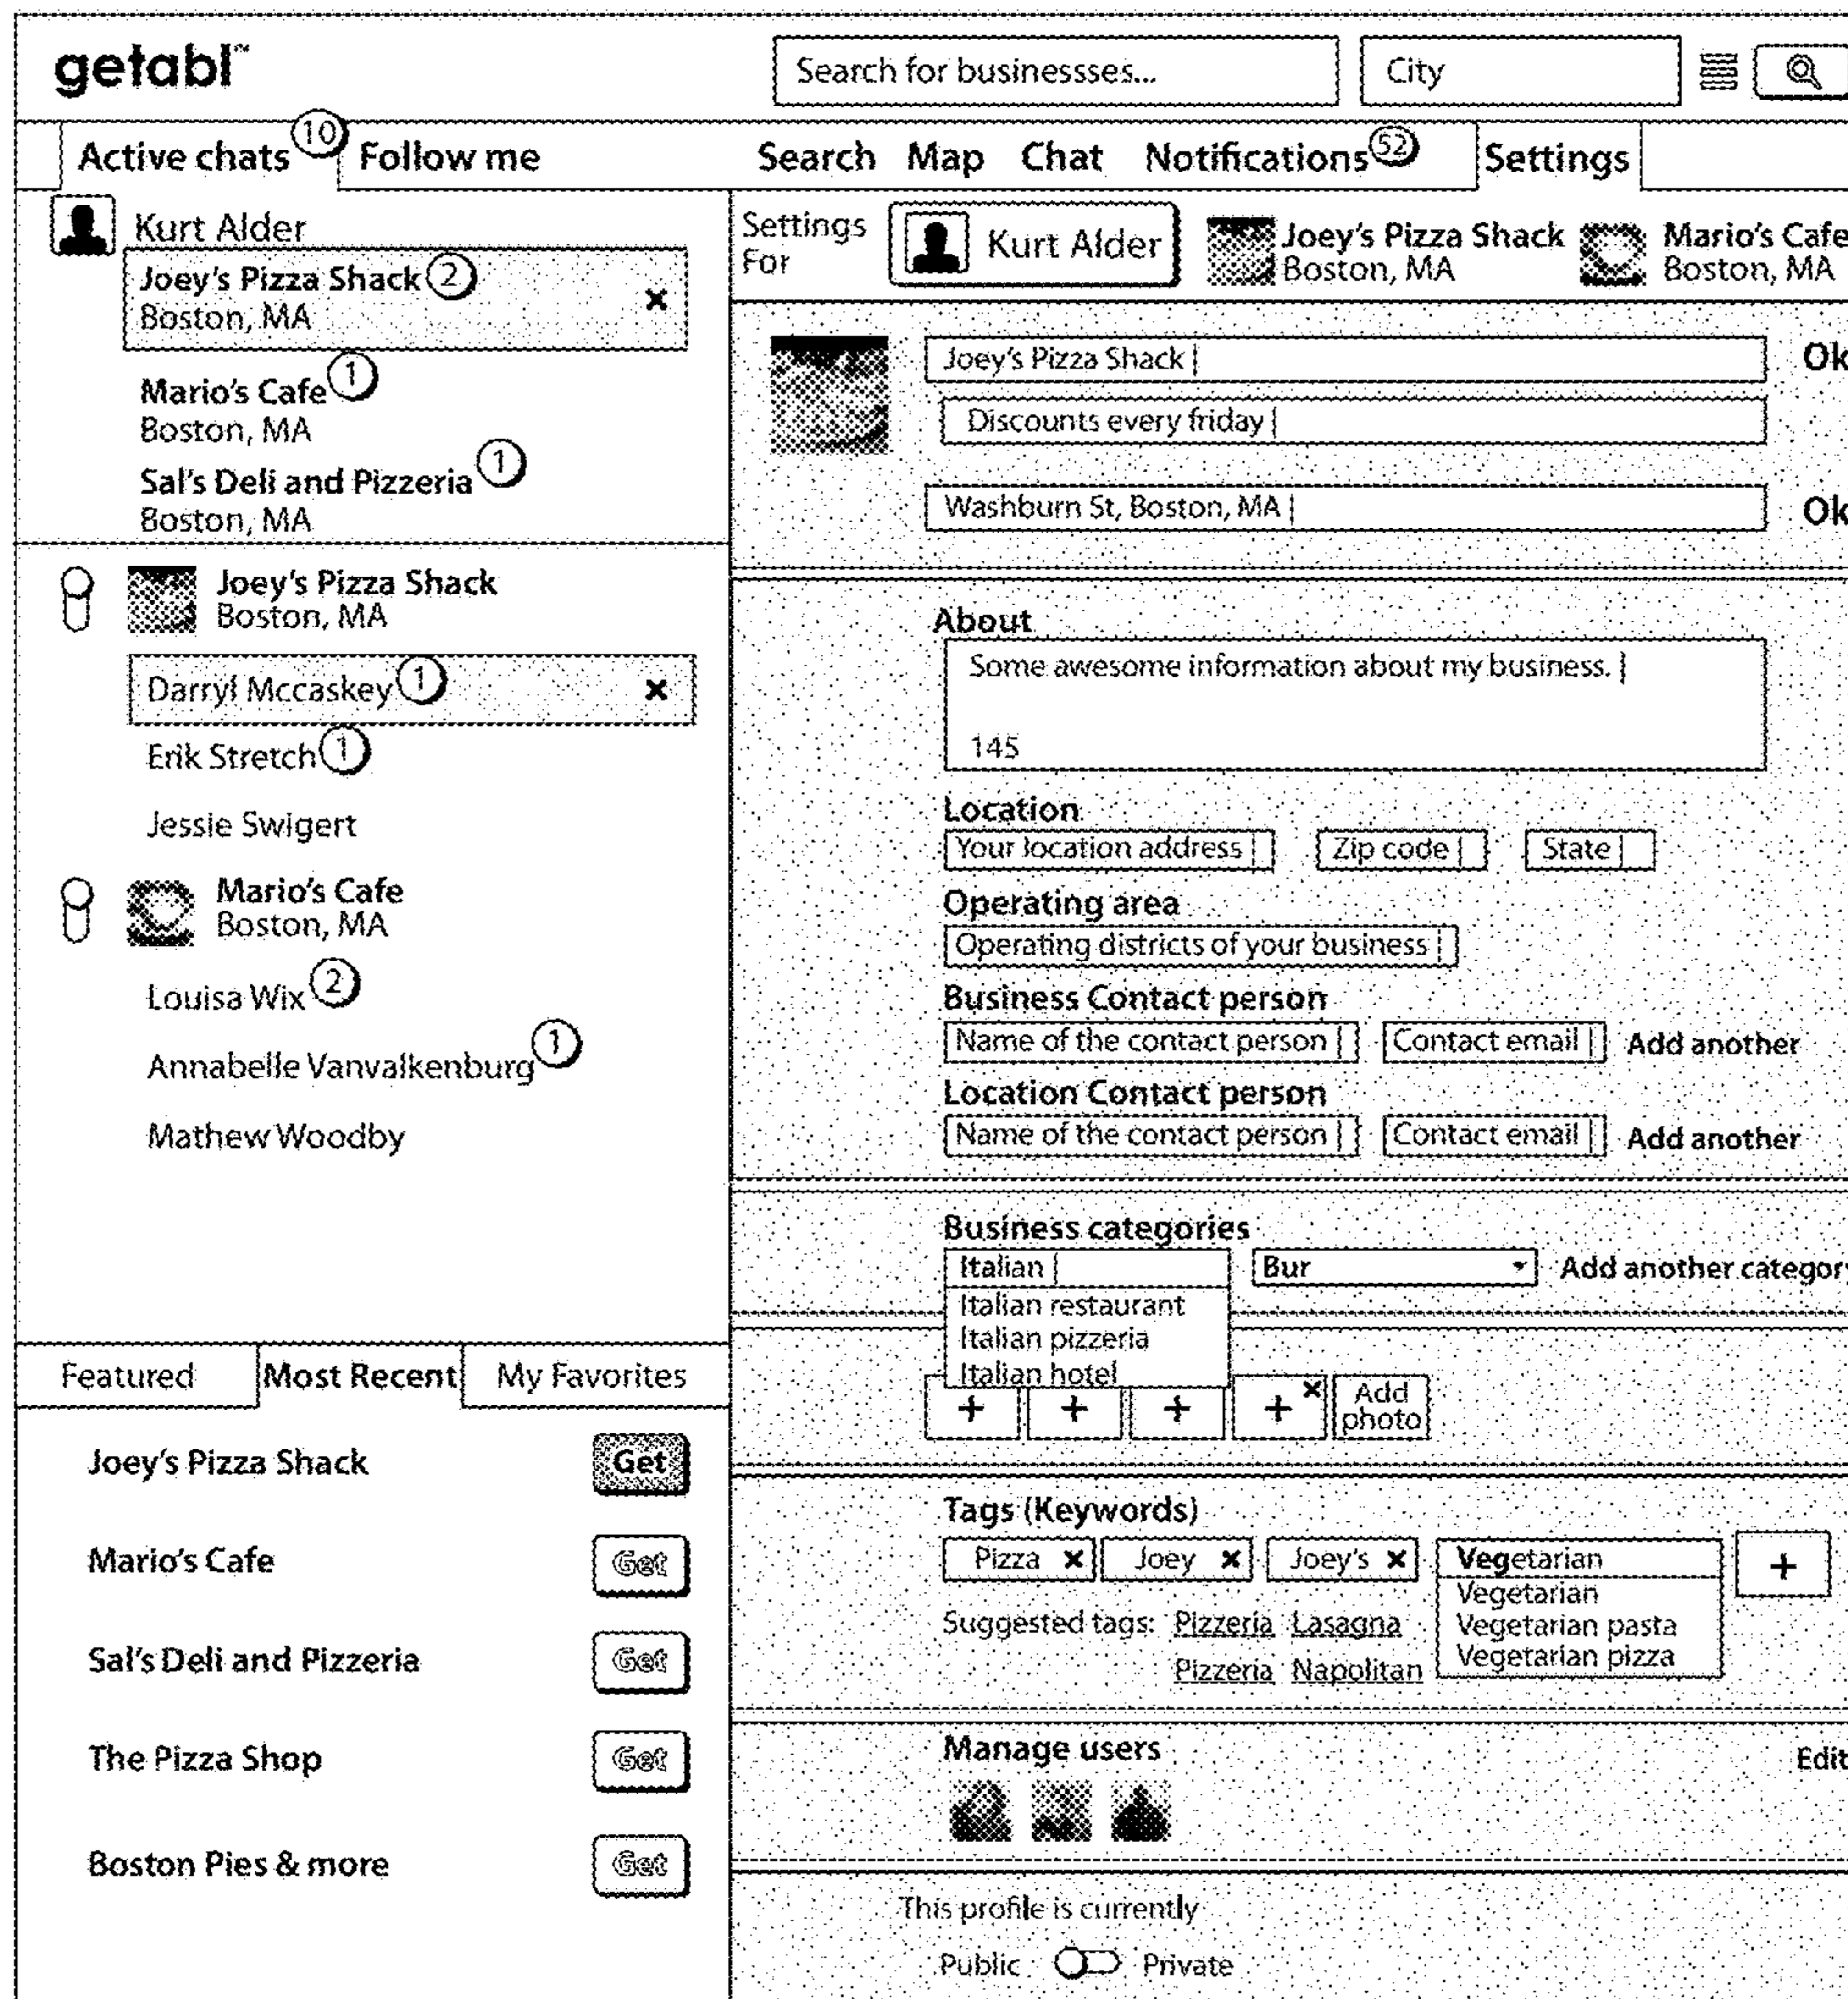 getabl™
Search for businessses...
City
Active chats 10
Follow me
Search Map Chat Notifications 52 Settings
Kurt Alder
Joey's Pizza Shack 2
Boston, MA
×
Mario's Cafe 1
Boston, MA
Sal's Deli and Pizzeria 1
Boston, MA
Joey's Pizza Shack
Boston, MA
Darryl Mccaskey 1 ×
Erik Stretch 1
Jessie Swigert
Mario's Cafe
Boston, MA
Louisa Wix 2
Annabelle Vanvalkenburg 1
Mathew Woodby
Featured Most Recent My Favorites
Joey's Pizza Shack Get
Mario's Cafe Get
Sal's Deli and Pizzeria Get
The Pizza Shop Get
Boston Pies & more Get
Settings
For
Kurt Alder
Joey's Pizza Shack
Boston, MA
Mario's Cafe
Boston, MA
Joey's Pizza Shack | Ok
Discounts every friday |
Washburn St, Boston, MA | Ok
About
Some awesome information about my business. |
145
Location
Your location address | Zip code | State |
Operating area
Operating districts of your business |
Business Contact person
Name of the contact person | Contact email | Add another
Location Contact person
Name of the contact person | Contact email | Add another
Business categories
Italian | Bur Add another category
Italian restaurant
Italian pizzeria
Italian hotel
+ + + + × Add
photo
Tags (Keywords)
Pizza × Joey × Joey's × Vegetarian +
Vegetarian
Vegetarian pasta
Vegetarian pizza
Suggested tags: Pizzeria Lasagna
Pizzeria Napolitan
Manage users Edit
This profile is currently
Public Private